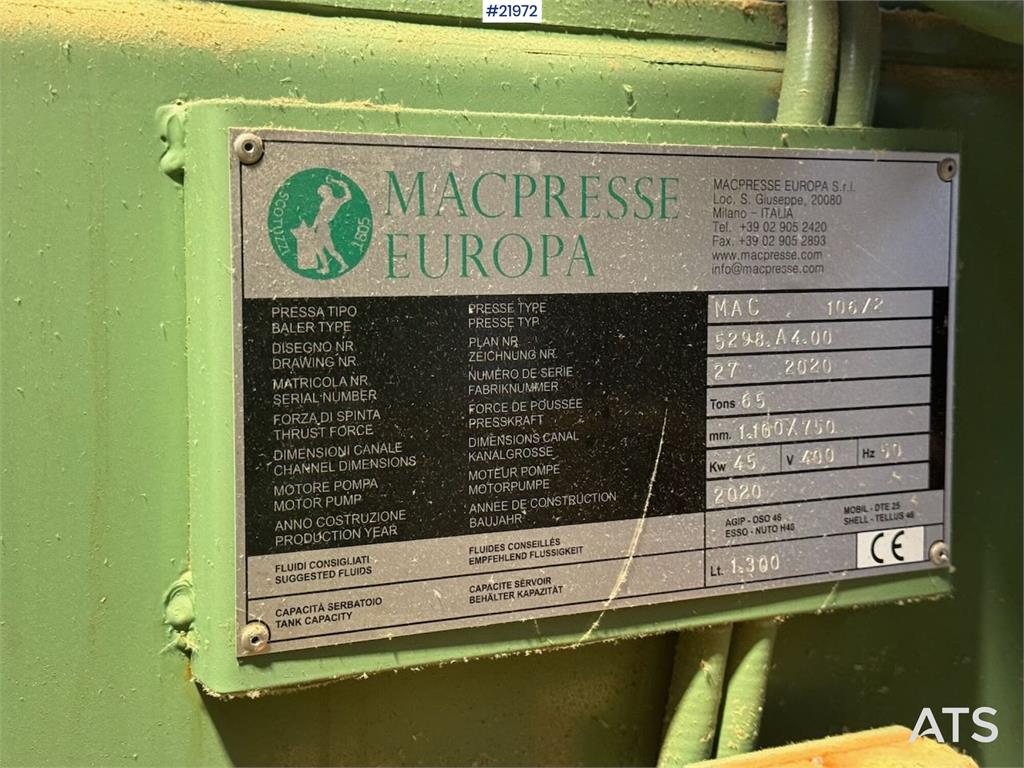 #21972
SCOTUZZI 1805
MACPRESSE
EUROPA
MACPRESSE EUROPA S.r.l.
Loc. S. Giuseppe, 20080
Milano - ITALIA
Tel. +39 02 905 2420
Fax. +39 02 905 2893
www.macpresse.com
info@macpresse.com
PRESSA TIPO PRESSE TYPE
BALER TYPE PRESSE TYP
MAC 106/2
DISEGNO NR. PLAN NR
DRAWING NR. ZEICHNUNG NR.
5298.A4.00
MATRICOLA NR. NUMÉRO DE SERIE
SERIAL NUMBER FABRIKNUMMER
27 2020
FORZA DI SPINTA FORCE DE POUSSÉE
THRUST FORCE PRESSKRAFT
Tons 65
DIMENSIONI CANALE DIMENSIONS CANAL
CHANNEL DIMENSIONS KANALGROSSE
mm. 1.100X750
MOTORE POMPA MOTEUR POMPE
MOTOR PUMP MOTORPUMPE
Kw 45 V 400 Hz 50
ANNO COSTRUZIONE ANNÉE DE CONSTRUCTION
PRODUCTION YEAR BAUJAHR
2020
FLUIDI CONSIGLIATI FLUIDES CONSEILLÉS
SUGGESTED FLUIDS EMPFEHLEND FLUSSIGKEIT
AGIP - OSO 46 MOBIL - DTE 25
ESSO - NUTO H46 SHELL - TELLUS 46
CAPACITÀ SERBATOIO CAPACITE SÉRVOIR
TANK CAPACITY BEHÄLTER KAPAZITÄT
Lt. 1.300
CE
ATS